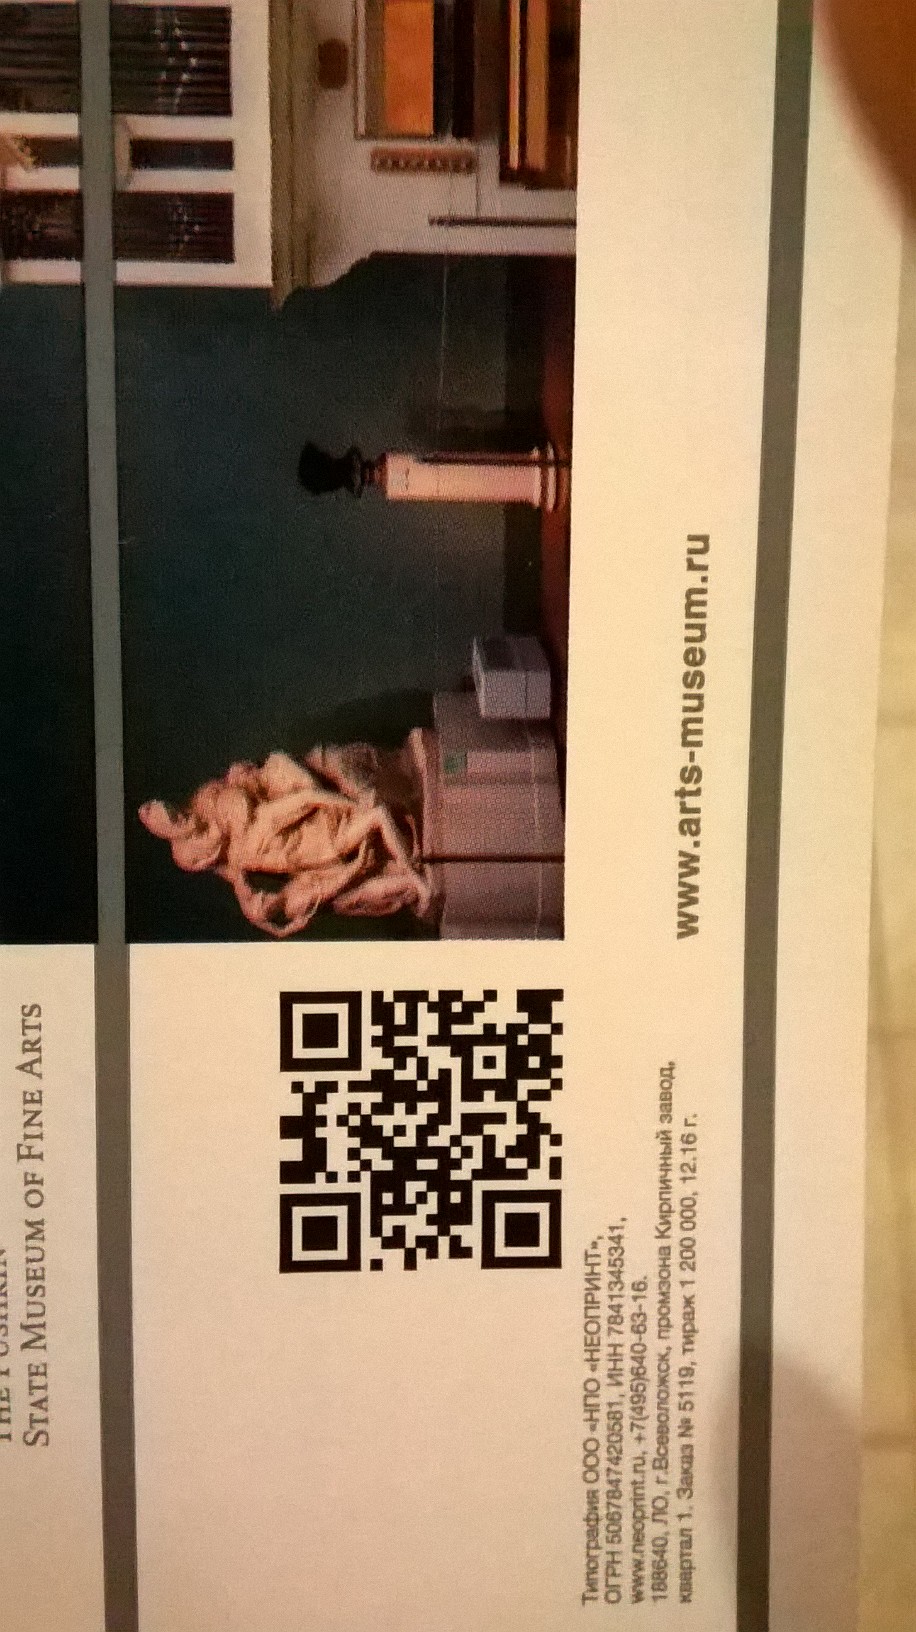 THE PUSHKIN
STATE MUSEUM OF FINE ARTS
www.arts-museum.ru
Типография ООО «НПО «НЕОПРИНТ»,
ОГРН 5067847420581, ИНН 7841345341,
www.neoprint.ru, +7(495)640-63-16.
188640, ЛО, г.Всеволожск, промзона Кирпичный завод,
квартал 1. Заказ № 5119, тираж 1 200 000, 12.16 г.